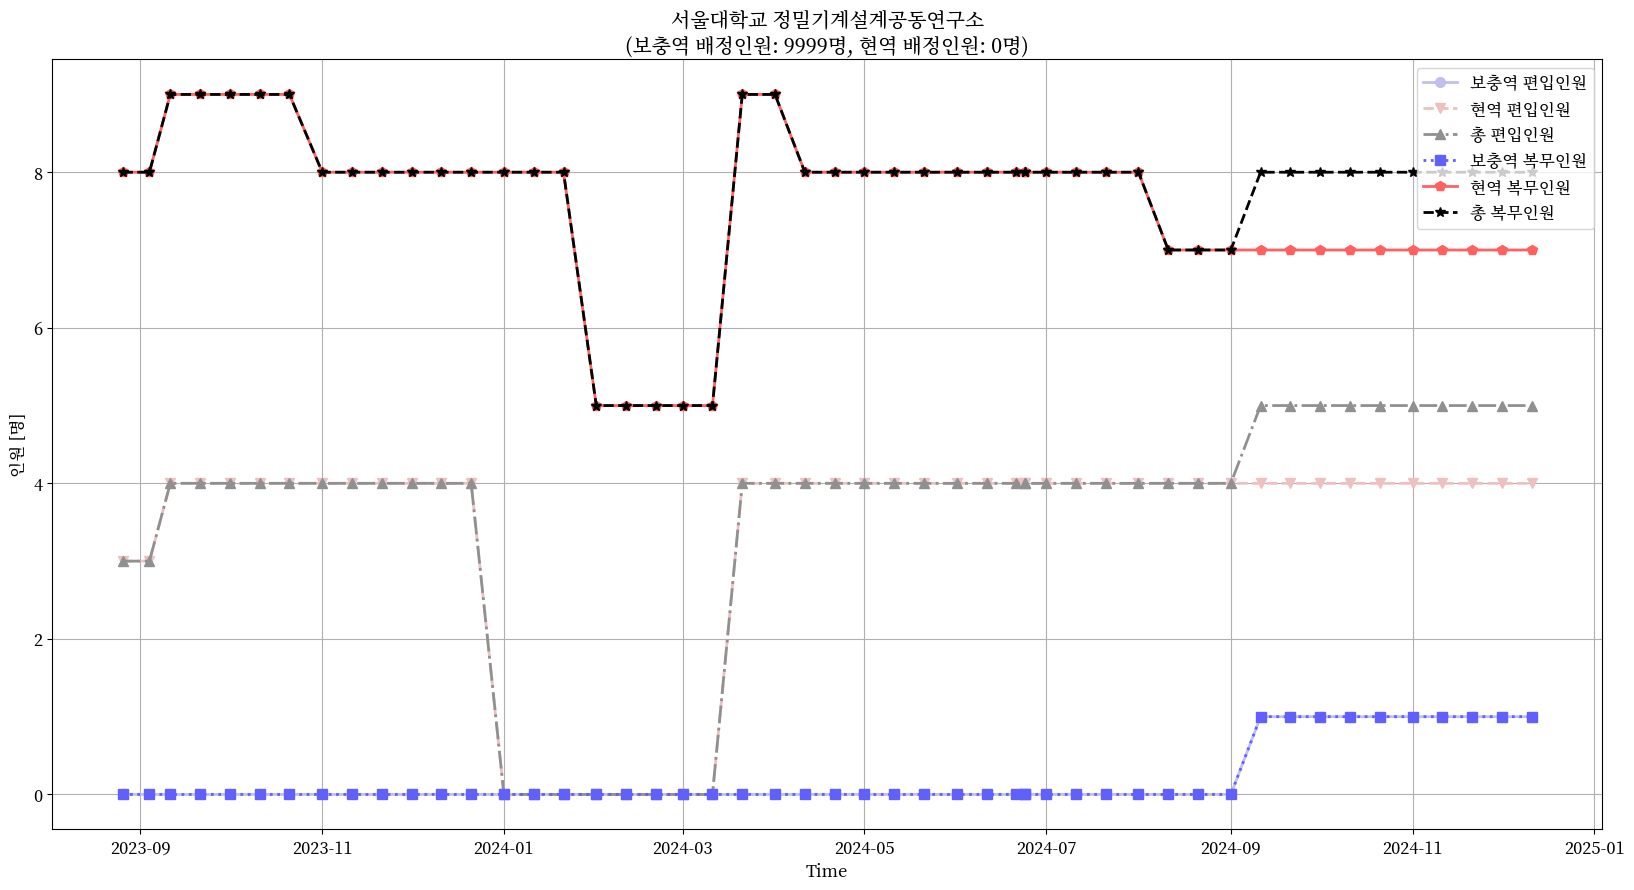 서울대학교 정밀기계설계공동연구소
(보충역 배정인원: 9999명, 현역 배정인원: 0명)
보충역 편입인원
현역 편입인원
총 편입인원
보충역 복무인원
현역 복무인원
총 복무인원
인원 [명]
8
6
4
2
0
2023-09
2023-11
2024-01
2024-03
2024-05
2024-07
2024-09
2024-11
2025-01
Time